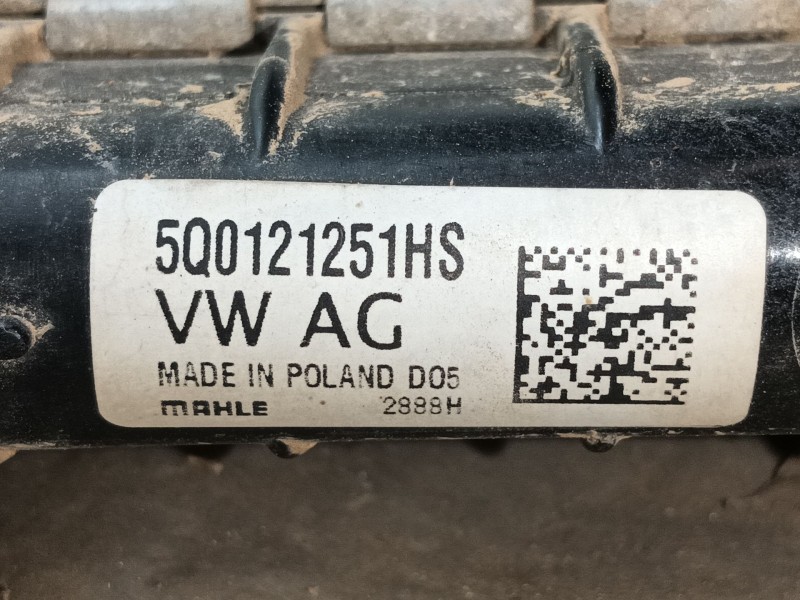 5Q0121251HS
VW AG
MADE IN POLAND D05
MAHLE 2888H